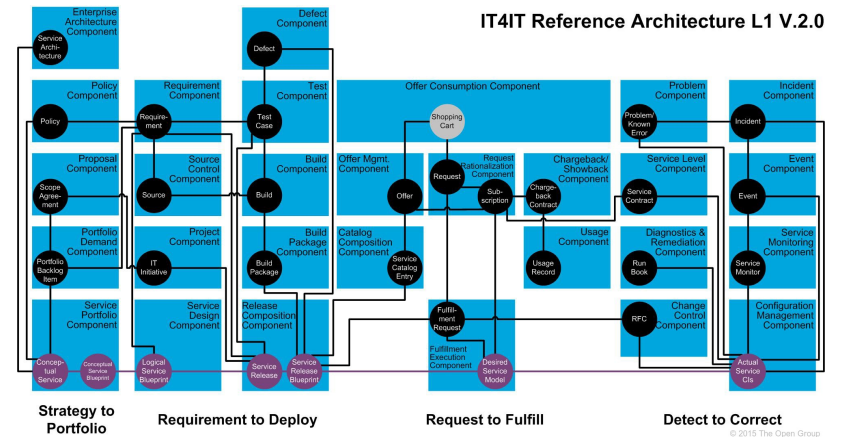 IT4IT Reference Architecture L1 V.2.0
Enterprise
Architecture
Component
Service
Archi-
tecture
Defect
Component
Defect
Policy
Component
Policy
Requirement
Component
Require-
ment
Test
Component
Test
Case
Offer Consumption Component
Shopping
Cart
Problem
Component
Problem/
Known
Error
Incident
Component
Incident
Proposal
Component
Scope
Agree-
ment
Source
Control
Component
Source
Build
Component
Build
Offer Mgmt.
Component
Offer
Request
Rationalization
Component
Request
Sub-
scription
Chargeback/
Showback
Component
Charge-
back
Contract
Service Level
Component
Service
Contract
Event
Component
Event
Portfolio
Demand
Component
Portfolio
Backlog
Item
Project
Component
IT
Initiative
Build
Package
Component
Build
Package
Catalog
Composition
Component
Service
Catalog
Entry
Usage
Component
Usage
Record
Diagnostics &
Remediation
Component
Run
Book
Service
Monitoring
Component
Service
Monitor
Service
Portfolio
Component
Concep-
tual
Service
Conceptual
Service
Blueprint
Service
Design
Component
Logical
Service
Blueprint
Release
Composition
Component
Service
Release
Service
Release
Blueprint
Fulfill-
ment
Request
Fulfillment
Execution
Component
Desired
Service
Model
Change
Control
Component
RFC
Configuration
Management
Component
Actual
Service
CIs
Strategy to
Portfolio
Requirement to Deploy
Request to Fulfill
Detect to Correct
© 2015 The Open Group